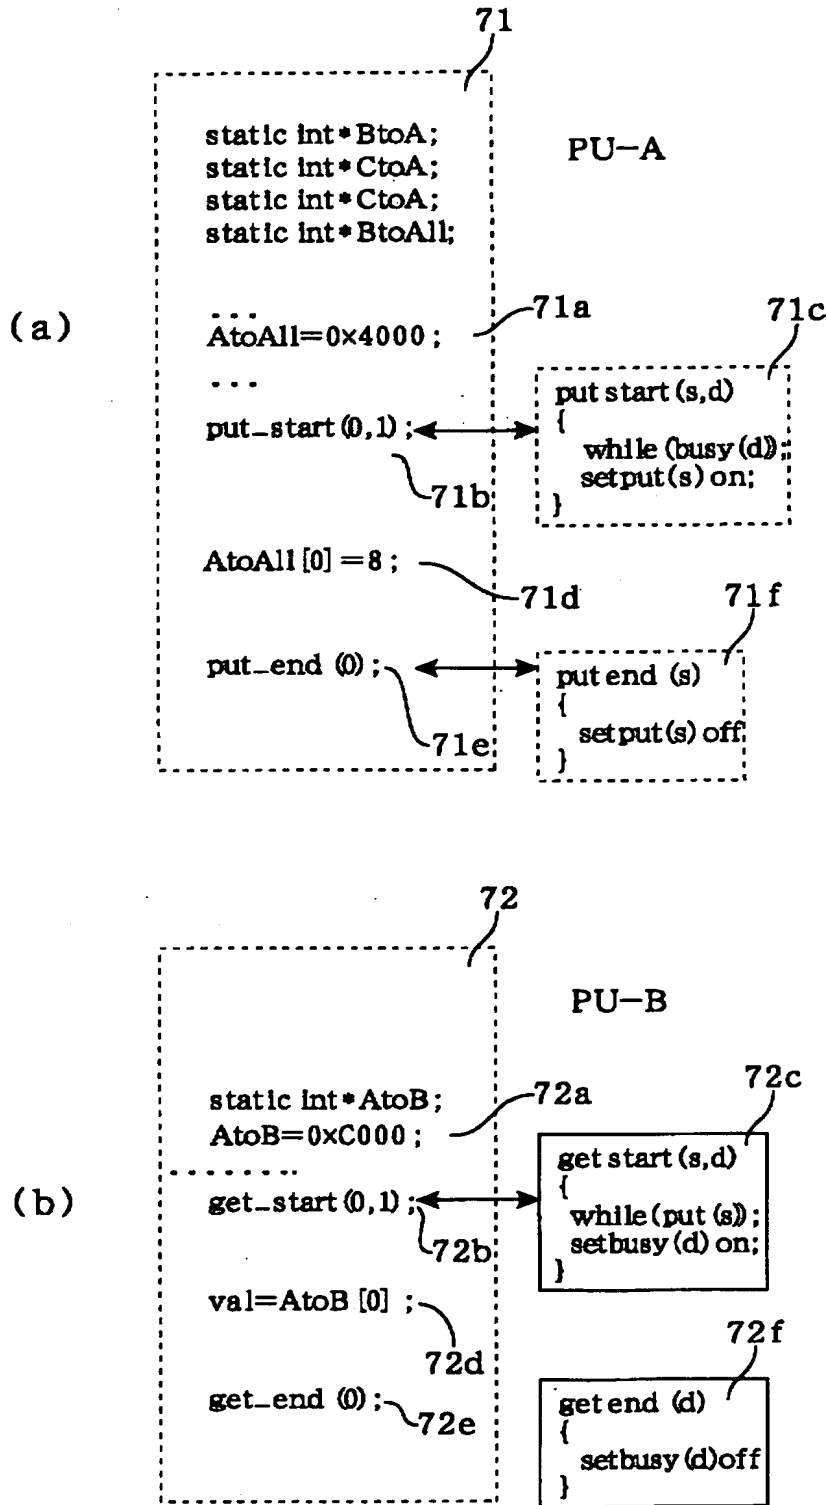 71
static int*BtoA;
static int*CtoA;
static int*CtoA;
static int*BtoAll;
PU-A
(a)
...
AtoAll=0×4000;
71a
...
put_start(0,1);
71b
71c
put start(s,d)
{
while(busy(d));
setput(s)on;
}
AtoAll[0]=8;
71d
put_end(0);
71e
71f
put end (s)
{
setput(s)off
}
72
PU-B
(b)
static int*AtoB;
AtoB=0×C000;
72a
........
get_start(0,1);
72b
72c
get start(s,d)
{
while(put(s));
setbusy(d)on;
}
val=AtoB[0];
72d
get_end(0);
72e
72f
get end (d)
{
setbusy(d)off
}